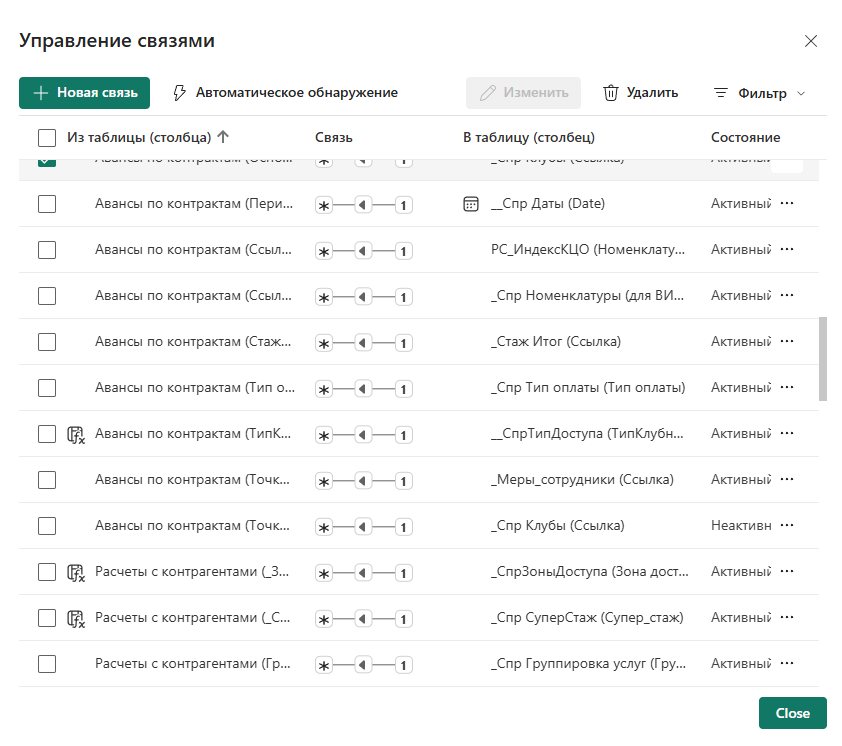 Управление связями
Новая связь Автоматическое обнаружение Изменить Удалить Фильтр
Из таблицы (столбца) Связь В таблицу (столбец) Состояние
Авансы по контрактам (Осно... * 1 _Спр Клубы (Ссылка) Активный
Авансы по контрактам (Пери... * 1 __Спр Даты (Date) Активный ...
Авансы по контрактам (Ссыл... * 1 РС_ИндексКЦО (Номенклату... Активный ...
Авансы по контрактам (Ссыл... * 1 _Спр Номенклатуры (для ВИ... Активный ...
Авансы по контрактам (Стаж... * 1 _Стаж Итог (Ссылка) Активный ...
Авансы по контрактам (Тип о... * 1 _Спр Тип оплаты (Тип оплаты) Активный ...
Авансы по контрактам (ТипК... * 1 __СпрТипДоступа (ТипКлубн... Активный ...
Авансы по контрактам (Точк... * 1 _Меры_сотрудники (Ссылка) Активный ...
Авансы по контрактам (Точк... * 1 _Спр Клубы (Ссылка) Неактивн ...
Расчеты с контрагентами (_З... * 1 _СпрЗоныДоступа (Зона дост... Активный ...
Расчеты с контрагентами (_С... * 1 _Спр СуперСтаж (Супер_стаж) Активный ...
Расчеты с контрагентами (Гр... * 1 _Спр Группировка услуг (Гру... Активный ...
Close